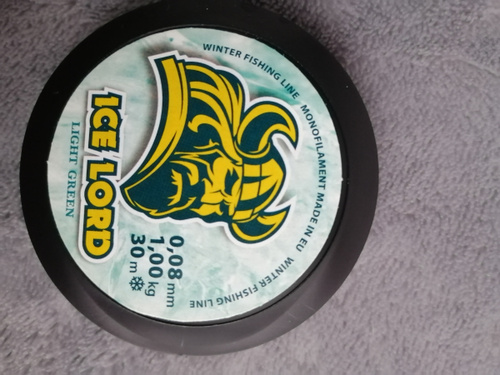 WINTER FISHING LINE MONOFILAMENT MADE IN EU WINTER FISHING LINE
ICE LORD
LIGHT GREEN
0,08 mm
1,00 kg
30 m